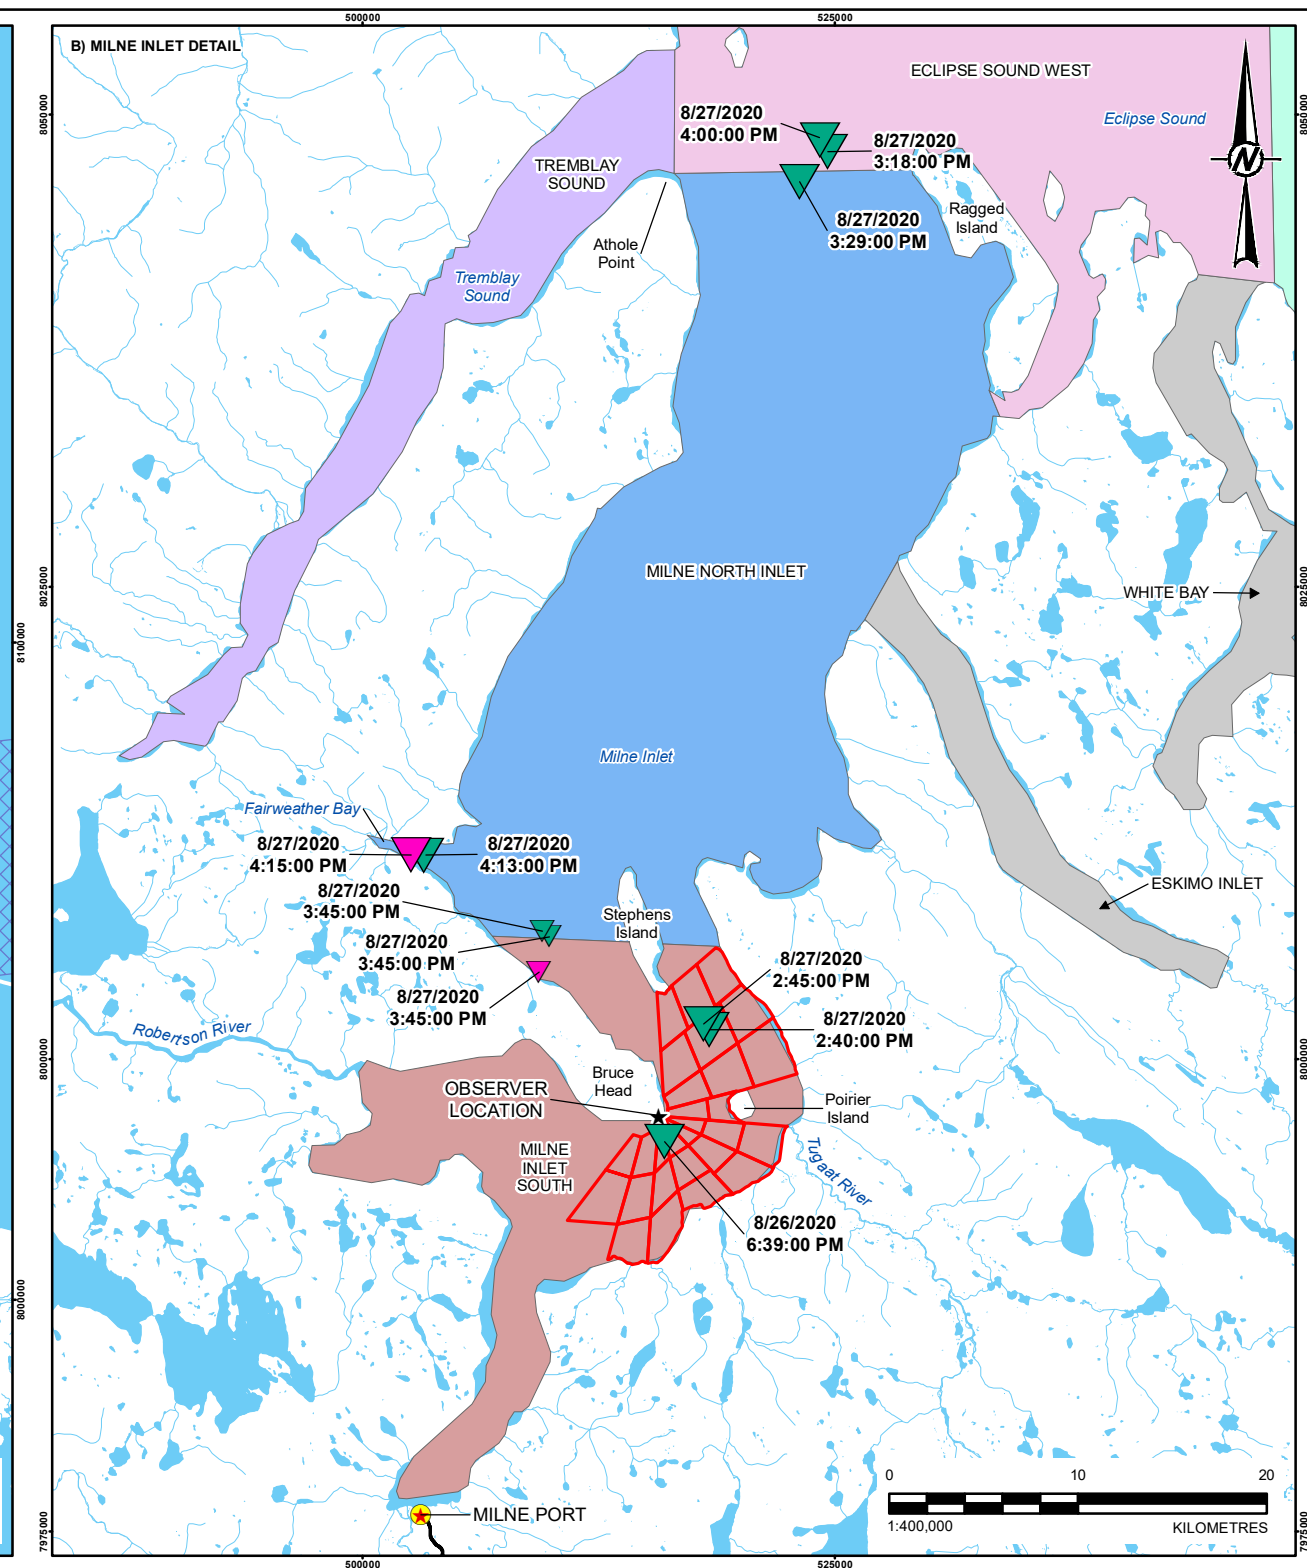 500000
525000
B) MILNE INLET DETAIL
ECLIPSE SOUND WEST
8050000
8050000
8/27/2020
4:00:00 PM
Eclipse Sound
8/27/2020
3:18:00 PM
N
TREMBLAY
SOUND
Ragged
Island
8/27/2020
3:29:00 PM
Athole
Point
Tremblay
Sound
MILNE NORTH INLET
8025000
8025000
WHITE BAY
8100000
Milne Inlet
Fairweather Bay
8/27/2020
4:15:00 PM
8/27/2020
4:13:00 PM
ESKIMO INLET
8/27/2020
3:45:00 PM
Stephens
Island
8/27/2020
3:45:00 PM
8/27/2020
2:45:00 PM
8/27/2020
3:45:00 PM
8/27/2020
2:40:00 PM
Robertson River
8000000
8000000
Bruce
Head
OBSERVER
LOCATION
Poirier
Island
MILNE
INLET
SOUTH
Tugaat River
8/26/2020
6:39:00 PM
8000000
0
10
20
1:400,000
KILOMETRES
MILNE PORT
7975000
7975000
500000
525000